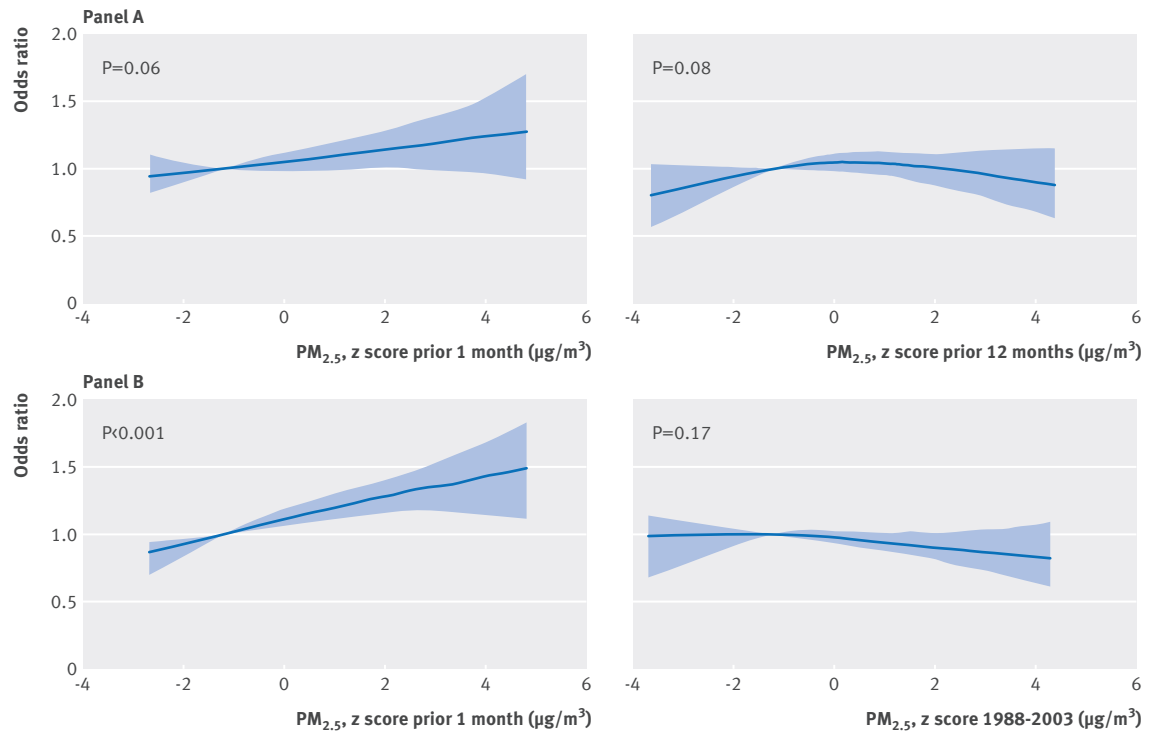 Panel A
Odds ratio
2.0
1.5
1.0
0.5
0
P=0.06
-4 -2 0 2 4 6
PM2.5, z score prior 1 month (µg/m³)
P=0.08
-4 -2 0 2 4 6
PM2.5, z score prior 12 months (µg/m³)
Panel B
Odds ratio
2.0
1.5
1.0
0.5
0
P<0.001
-4 -2 0 2 4 6
PM2.5, z score prior 1 month (µg/m³)
P=0.17
-4 -2 0 2 4 6
PM2.5, z score 1988-2003 (µg/m³)